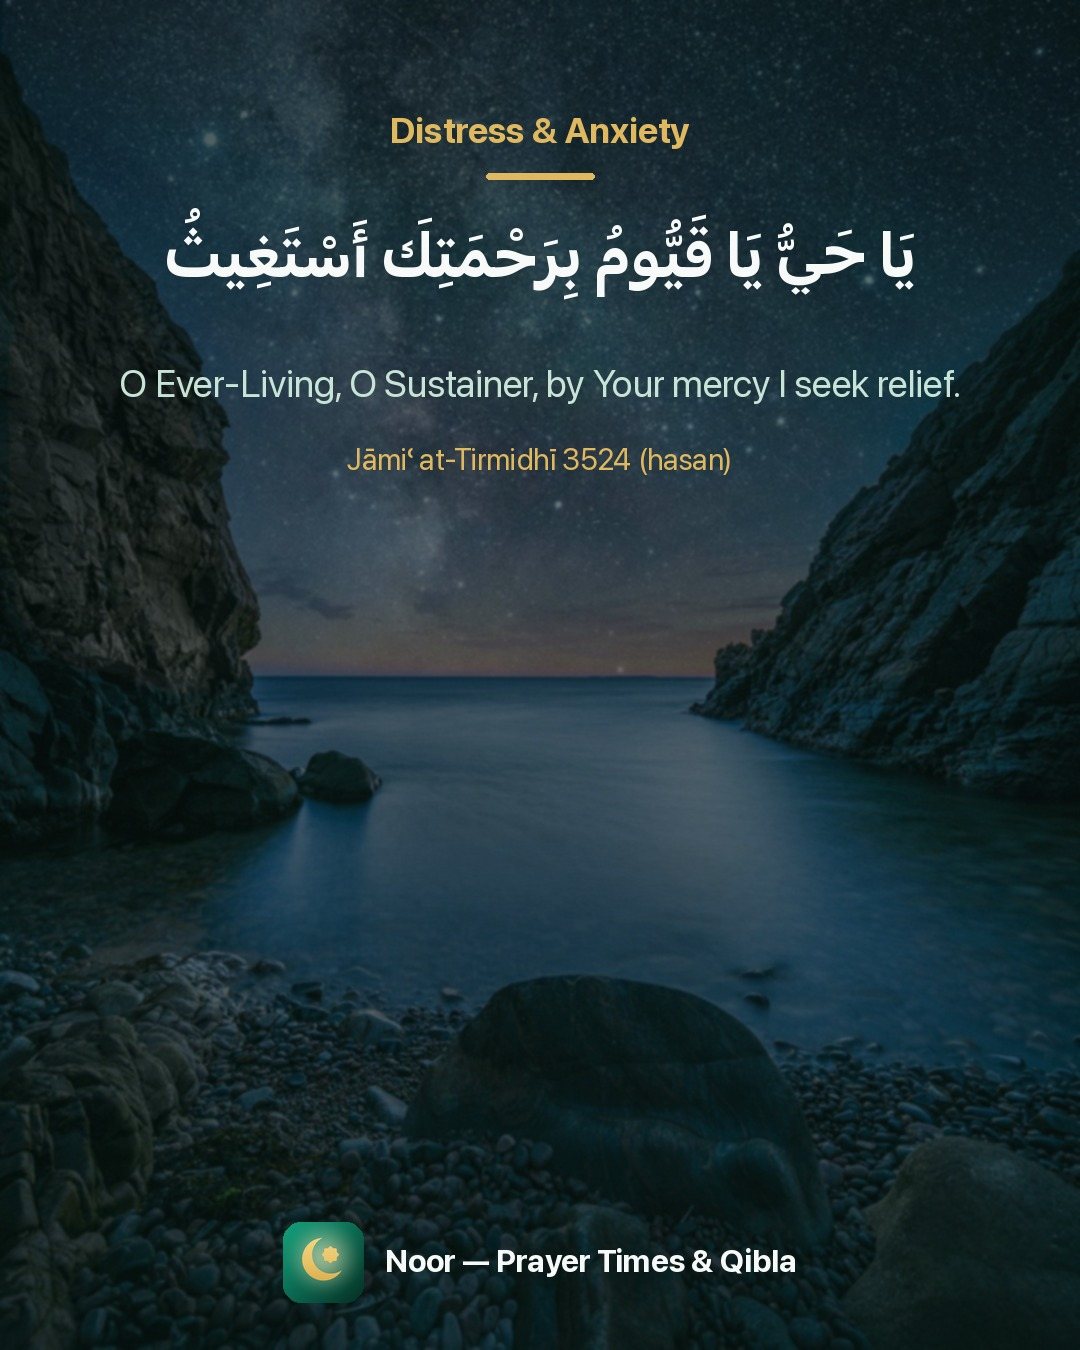 Distress & Anxiety
يَا حَيُّ يَا قَيُّومُ بِرَحْمَتِكَ أَسْتَغِيثُ
O Ever-Living, O Sustainer, by Your mercy I seek relief.
Jāmiʿ at-Tirmidhī 3524 (hasan)
Noor — Prayer Times & Qibla